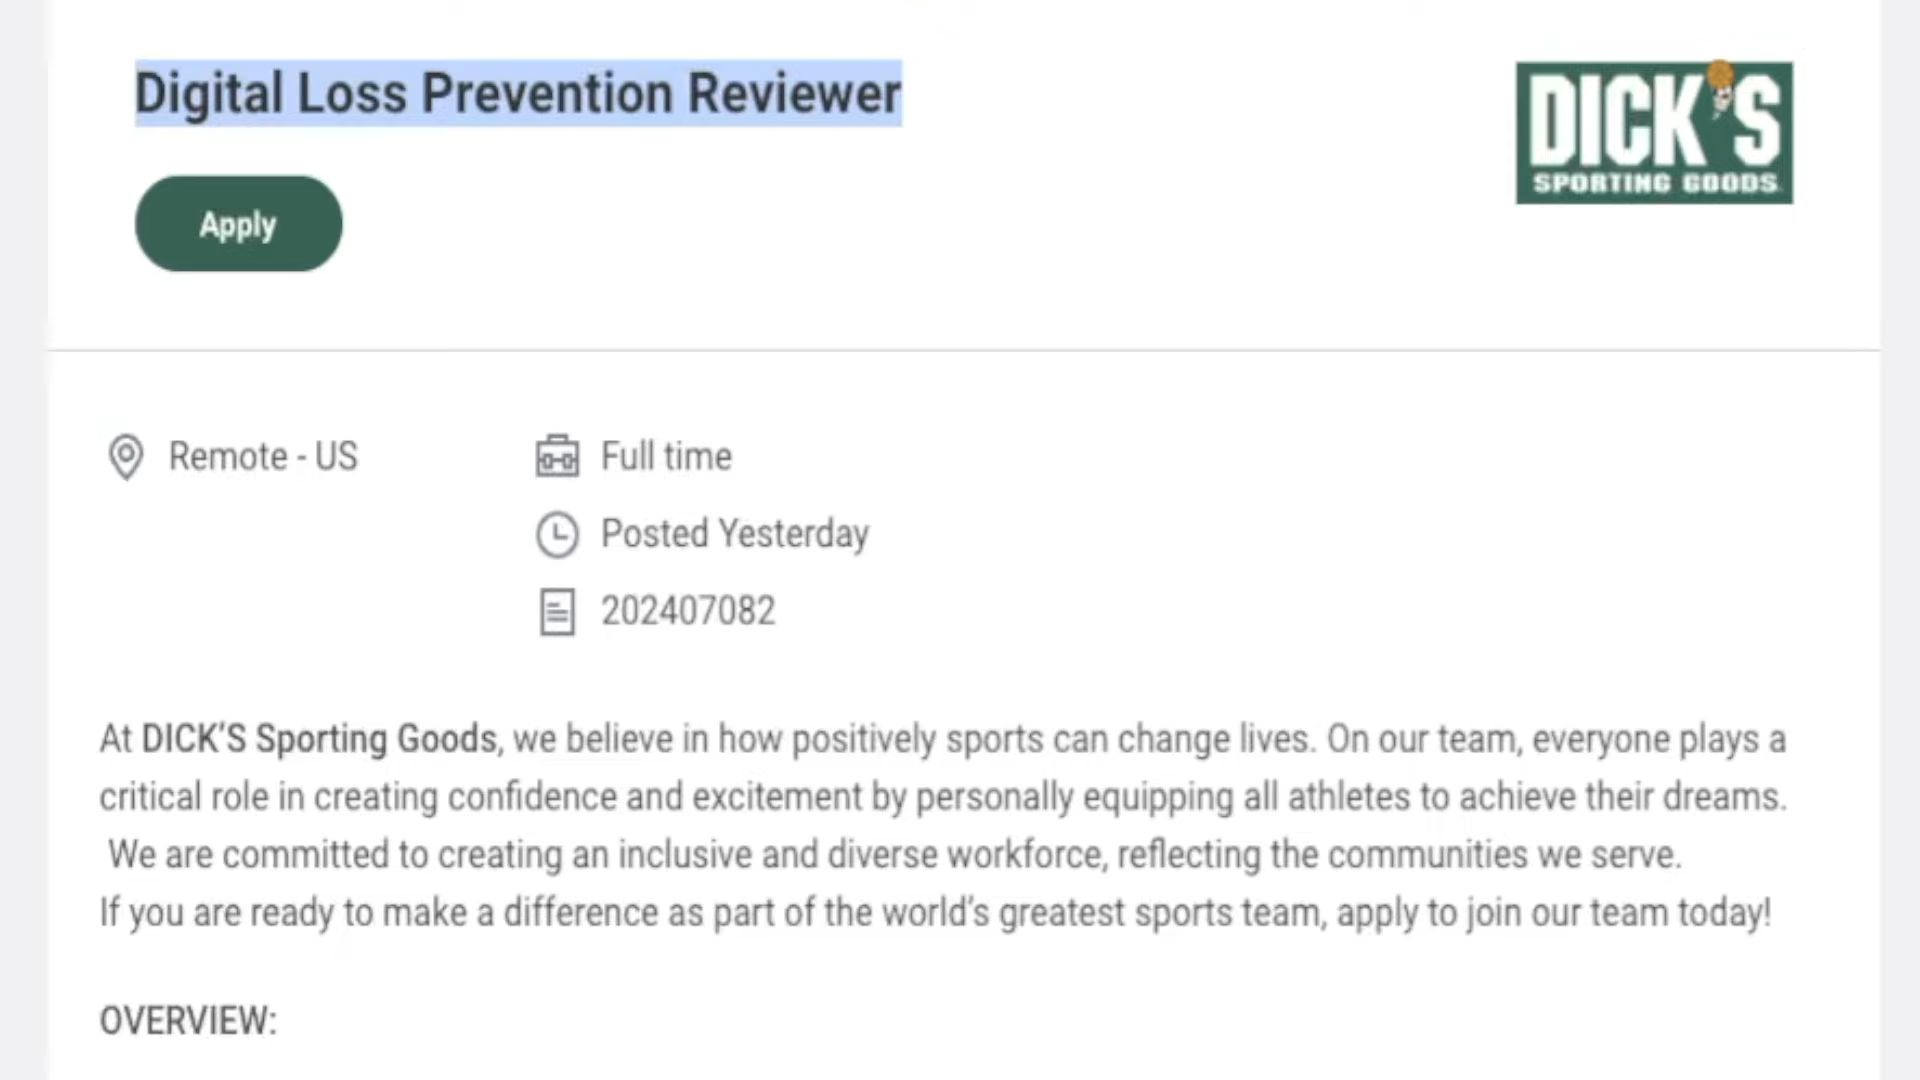 Digital Loss Prevention Reviewer
DICK'S
SPORTING GOODS
Apply
Remote - US
Full time
Posted Yesterday
202407082
At DICK’S Sporting Goods, we believe in how positively sports can change lives. On our team, everyone plays a
critical role in creating confidence and excitement by personally equipping all athletes to achieve their dreams.
We are committed to creating an inclusive and diverse workforce, reflecting the communities we serve.
If you are ready to make a difference as part of the world’s greatest sports team, apply to join our team today!
OVERVIEW: